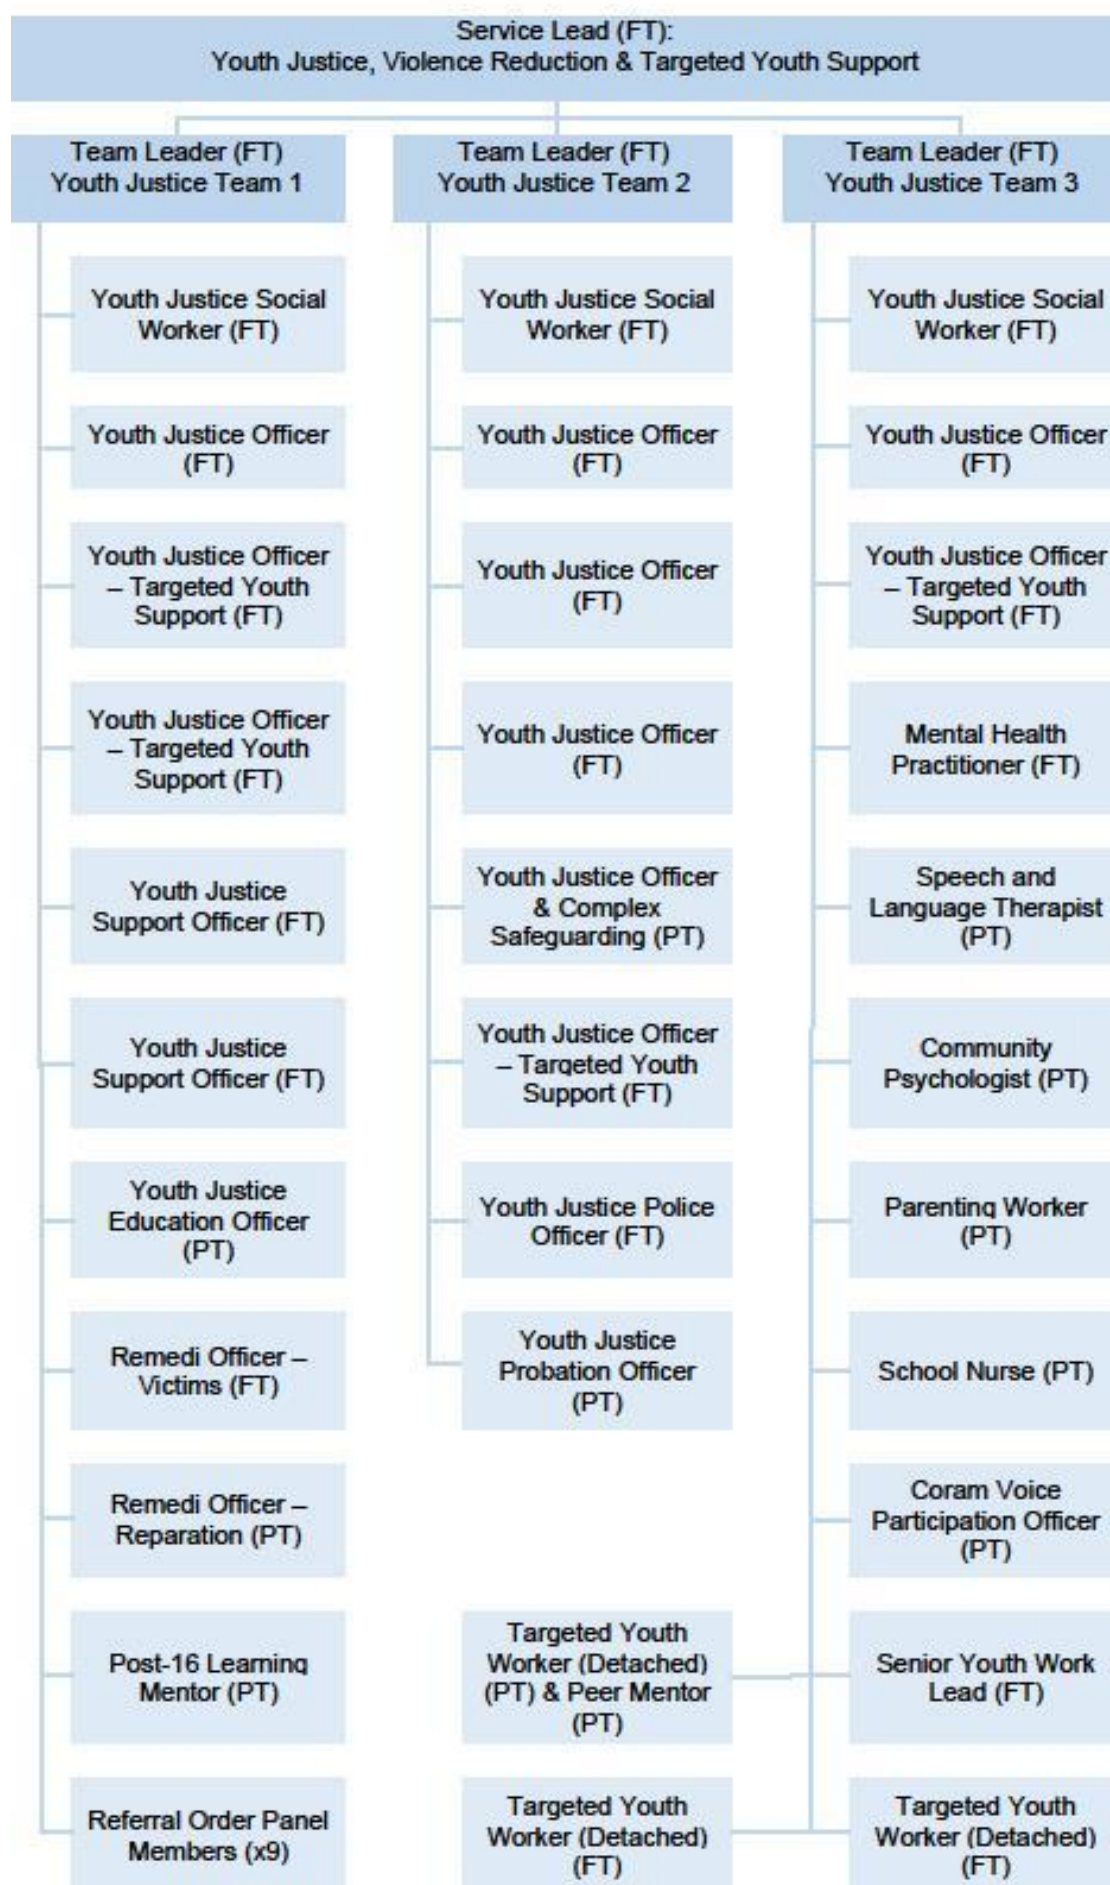 Service Lead (FT):
Youth Justice, Violence Reduction & Targeted Youth Support
Team Leader (FT)
Youth Justice Team 1
Youth Justice Social
Worker (FT)
Youth Justice Officer
(FT)
Youth Justice Officer
– Targeted Youth
Support (FT)
Youth Justice Officer
– Targeted Youth
Support (FT)
Youth Justice
Support Officer (FT)
Youth Justice
Support Officer (FT)
Youth Justice
Education Officer
(PT)
Remedi Officer –
Victims (FT)
Remedi Officer –
Reparation (PT)
Post-16 Learning
Mentor (PT)
Referral Order Panel
Members (x9)
Team Leader (FT)
Youth Justice Team 2
Youth Justice Social
Worker (FT)
Youth Justice Officer
(FT)
Youth Justice Officer
(FT)
Youth Justice Officer
(FT)
Youth Justice Officer
& Complex
Safeguarding (PT)
Youth Justice Officer
– Targeted Youth
Support (FT)
Youth Justice Police
Officer (FT)
Youth Justice
Probation Officer
(PT)
Targeted Youth
Worker (Detached)
(PT) & Peer Mentor
(PT)
Targeted Youth
Worker (Detached)
(FT)
Team Leader (FT)
Youth Justice Team 3
Youth Justice Social
Worker (FT)
Youth Justice Officer
(FT)
Youth Justice Officer
– Targeted Youth
Support (FT)
Mental Health
Practitioner (FT)
Speech and
Language Therapist
(PT)
Community
Psychologist (PT)
Parenting Worker
(PT)
School Nurse (PT)
Coram Voice
Participation Officer
(PT)
Senior Youth Work
Lead (FT)
Targeted Youth
Worker (Detached)
(FT)